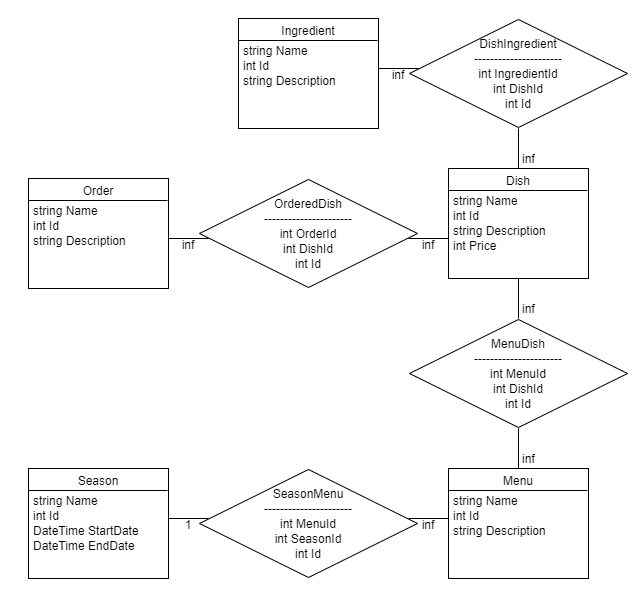 Ingredient
string Name
int Id
string Description
inf
DishIngredient
----------------------
int IngredientId
int DishId
int Id
inf
Order
string Name
int Id
string Description
inf
OrderedDish
----------------------
int OrderId
int DishId
int Id
inf
Dish
string Name
int Id
string Description
int Price
inf
MenuDish
----------------------
int MenuId
int DishId
int Id
inf
Season
string Name
int Id
DateTime StartDate
DateTime EndDate
1
SeasonMenu
----------------------
int MenuId
int SeasonId
int Id
inf
Menu
string Name
int Id
string Description